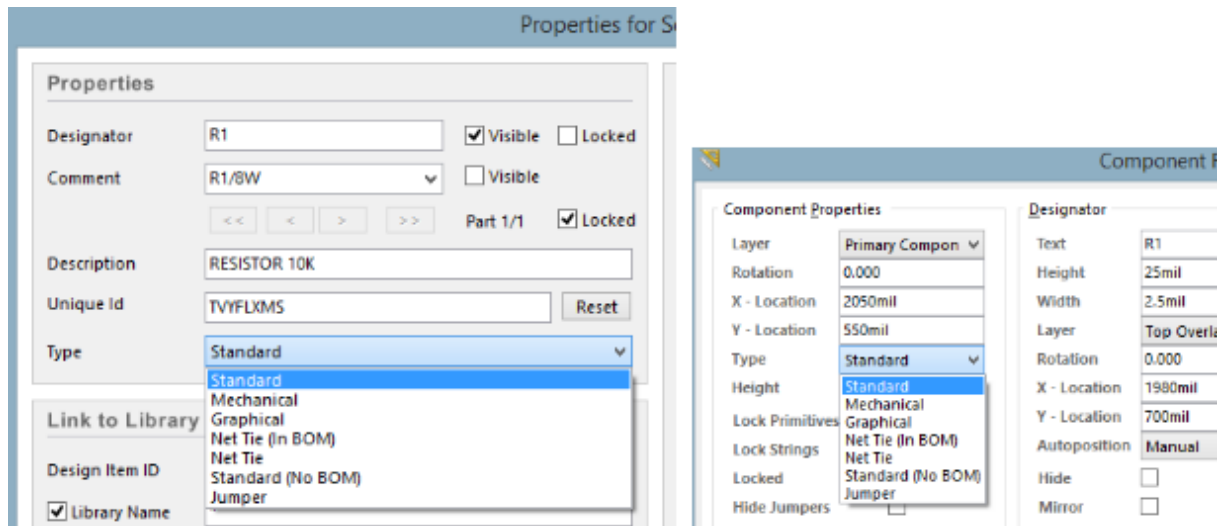 Properties for S
Properties
Designator R1 Visible Locked
Comment R1/8W Visible
<< < > >> Part 1/1 Locked
Description RESISTOR 10K
Unique Id TVYFLXMS Reset
Type Standard
Standard
Mechanical
Graphical
Net Tie (In BOM)
Net Tie
Standard (No BOM)
Jumper
Link to Library
Design Item ID
Library Name
Component
Component Properties
Layer Primary Compon
Rotation 0.000
X - Location 2050mil
Y - Location 550mil
Type Standard
Height Standard
Mechanical
Lock Primitives Graphical
Net Tie (In BOM)
Lock Strings Net Tie
Locked Standard (No BOM)
Jumper
Hide Jumpers
Designator
Text R1
Height 25mil
Width 2.5mil
Layer Top Overla
Rotation 0.000
X - Location 1980mil
Y - Location 700mil
Autoposition Manual
Hide
Mirror